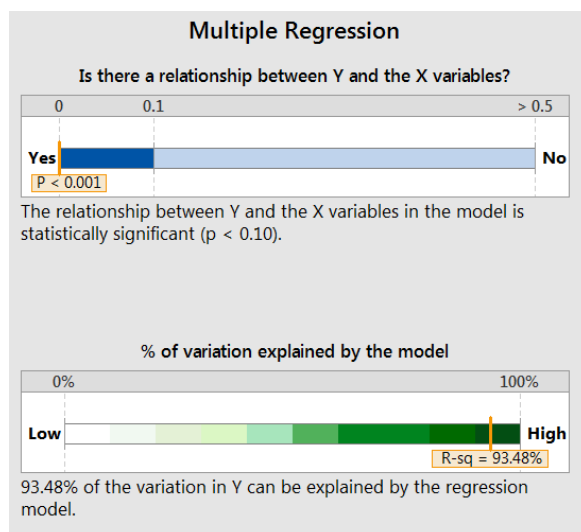 Multiple Regression
Is there a relationship between Y and the X variables?
0 0.1 > 0.5
Yes No
P < 0.001
The relationship between Y and the X variables in the model is
statistically significant (p < 0.10).
% of variation explained by the model
0% 100%
Low High
R-sq = 93.48%
93.48% of the variation in Y can be explained by the regression
model.